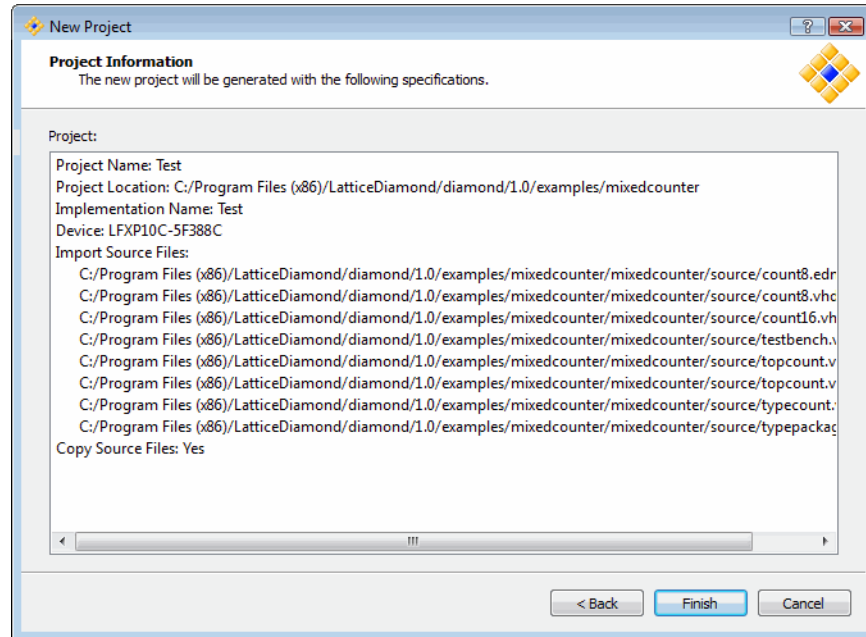 New Project
Project Information
The new project will be generated with the following specifications.
Project:
Project Name: Test
Project Location: C:/Program Files (x86)/LatticeDiamond/diamond/1.0/examples/mixedcounter
Implementation Name: Test
Device: LFXP10C-5F388C
Import Source Files:
C:/Program Files (x86)/LatticeDiamond/diamond/1.0/examples/mixedcounter/mixedcounter/source/count8.edn
C:/Program Files (x86)/LatticeDiamond/diamond/1.0/examples/mixedcounter/mixedcounter/source/count8.vhd
C:/Program Files (x86)/LatticeDiamond/diamond/1.0/examples/mixedcounter/mixedcounter/source/count16.vh
C:/Program Files (x86)/LatticeDiamond/diamond/1.0/examples/mixedcounter/mixedcounter/source/testbench.v
C:/Program Files (x86)/LatticeDiamond/diamond/1.0/examples/mixedcounter/mixedcounter/source/topcount.v
C:/Program Files (x86)/LatticeDiamond/diamond/1.0/examples/mixedcounter/mixedcounter/source/topcount.v
C:/Program Files (x86)/LatticeDiamond/diamond/1.0/examples/mixedcounter/mixedcounter/source/typecount.
C:/Program Files (x86)/LatticeDiamond/diamond/1.0/examples/mixedcounter/mixedcounter/source/typepackag
Copy Source Files: Yes
< Back Finish Cancel